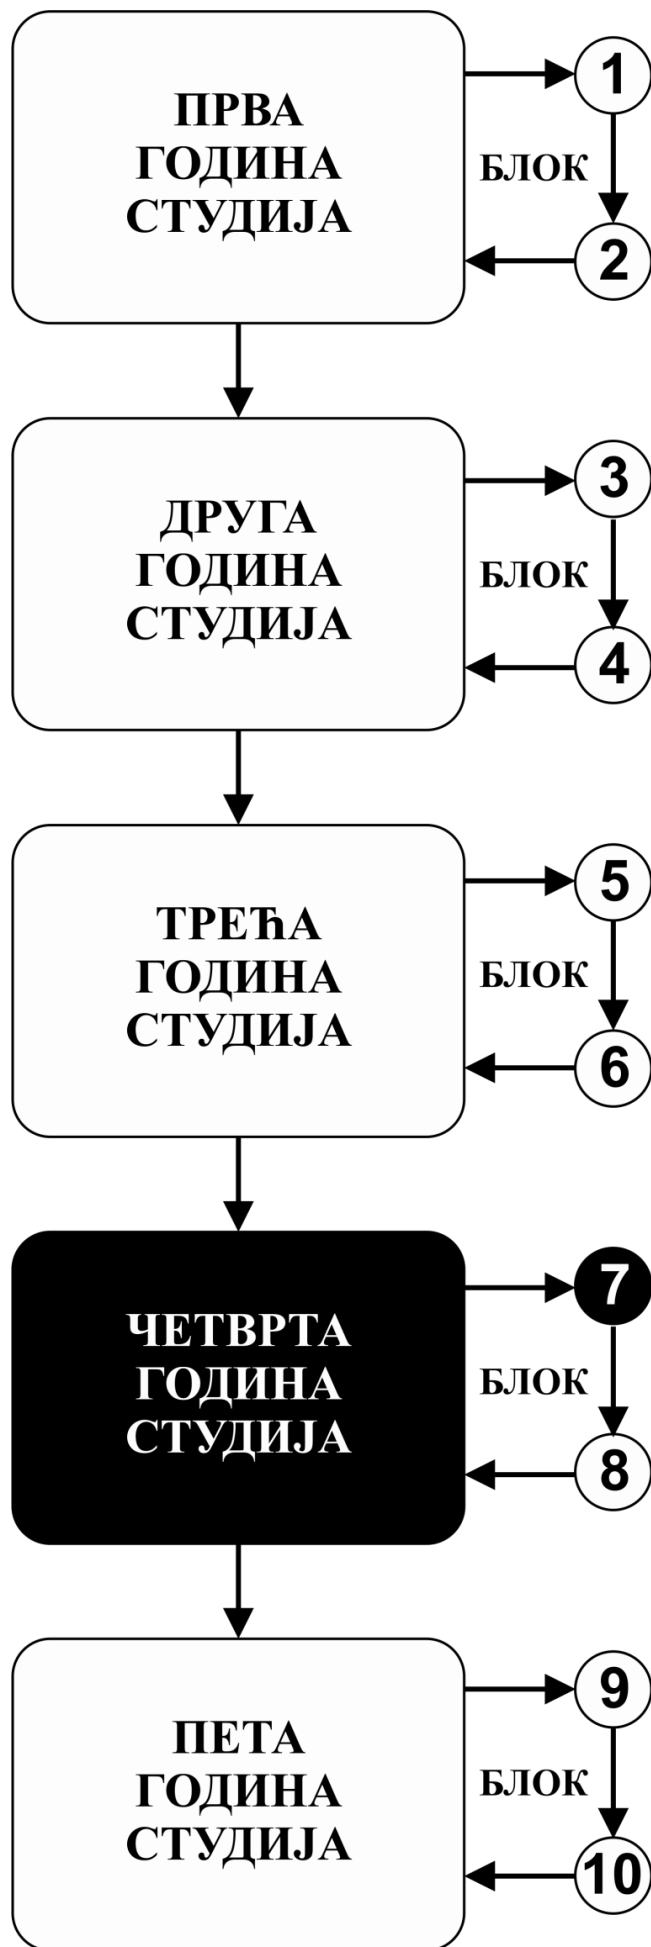 ПРВА
ГОДИНА
СТУДИЈА
1
БЛОК
2
ДРУГА
ГОДИНА
СТУДИЈА
3
БЛОК
4
ТРЕЋА
ГОДИНА
СТУДИЈА
5
БЛОК
6
ЧЕТВРТА
ГОДИНА
СТУДИЈА
7
БЛОК
8
ПЕТА
ГОДИНА
СТУДИЈА
9
БЛОК
10